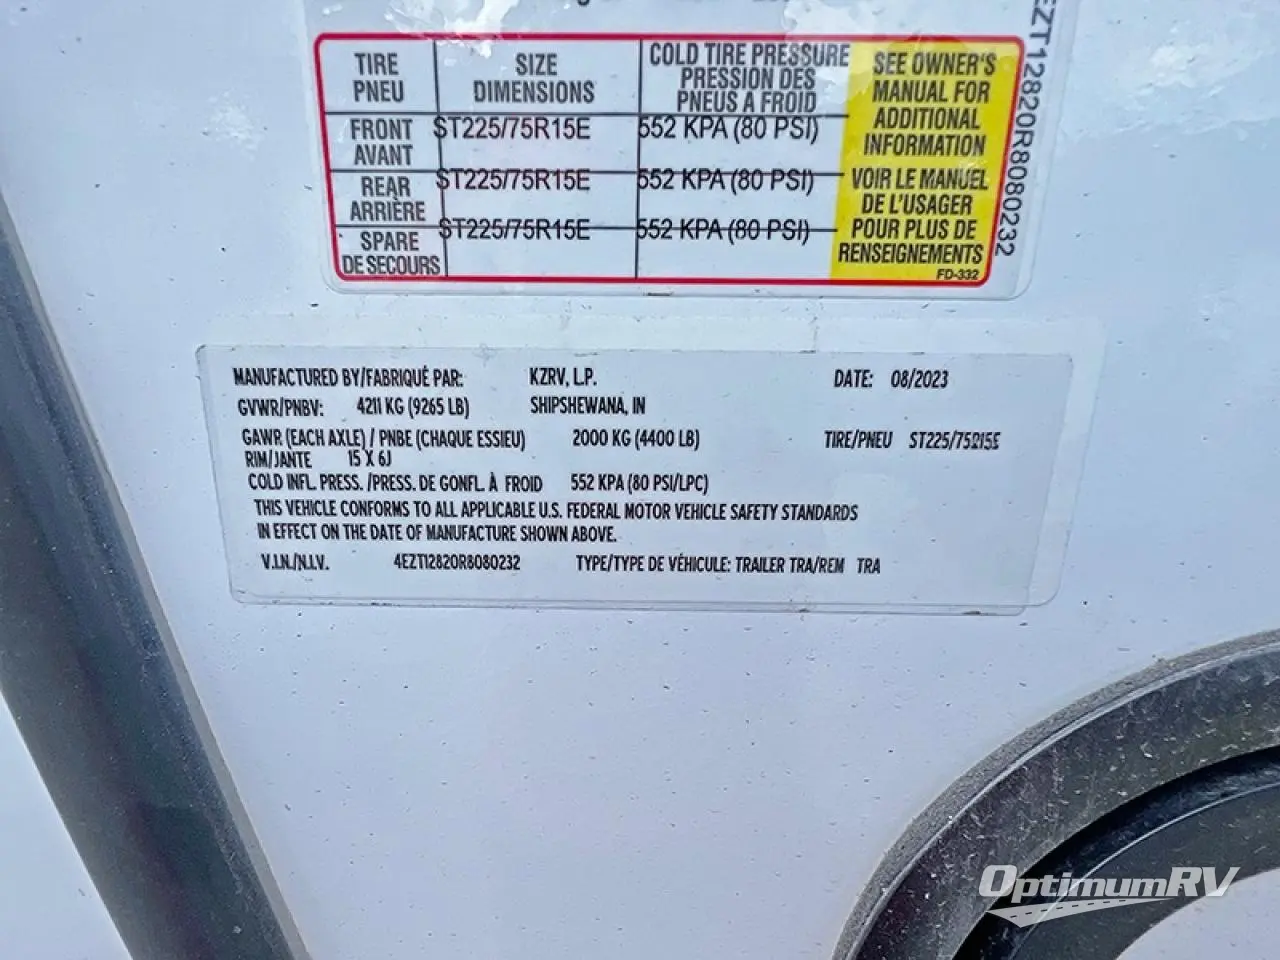 TIRE
PNEU
SIZE
DIMENSIONS
COLD TIRE PRESSURE
PRESSION DES
PNEUS A FROID
FRONT
AVANT
ST225/75R15E
552 KPA (80 PSI)
REAR
ARRIÈRE
ST225/75R15E
552 KPA (80 PSI)
SPARE
DE SECOURS
ST225/75R15E
552 KPA (80 PSI)
SEE OWNER'S
MANUAL FOR
ADDITIONAL
INFORMATION
VOIR LE MANUEL
DE L'USAGER
POUR PLUS DE
RENSEIGNEMENTS
FD-332
EZT12820R8080232
MANUFACTURED BY/FABRIQUÉ PAR: KZRV, L.P. DATE: 08/2023
GVWR/PNBV: 4211 KG (9265 LB) SHIPSHEWANA, IN
GAWR (EACH AXLE) / PNBE (CHAQUE ESSIEU) 2000 KG (4400 LB) TIRE/PNEU ST225/75R15E
RIM/JANTE 15 X 6J
COLD INFL. PRESS. /PRESS. DE GONFL. À FROID 552 KPA (80 PSI/LPC)
THIS VEHICLE CONFORMS TO ALL APPLICABLE U.S. FEDERAL MOTOR VEHICLE SAFETY STANDARDS
IN EFFECT ON THE DATE OF MANUFACTURE SHOWN ABOVE.
V.I.N./N.I.V. 4EZT12820R8080232 TYPE/TYPE DE VÉHICULE: TRAILER TRA/REM TRA
OptimumRV